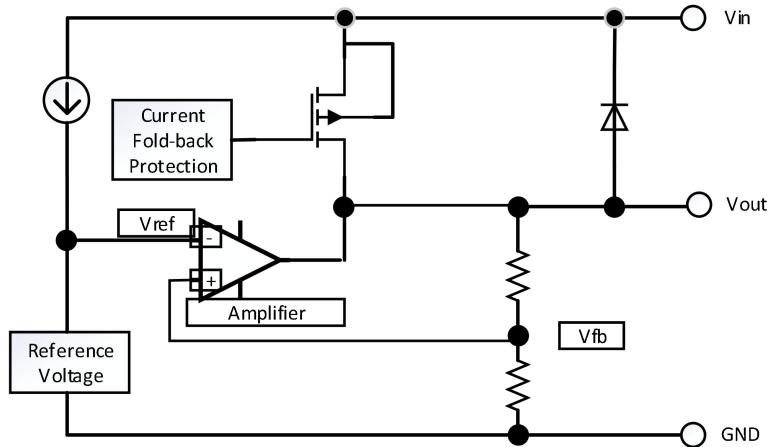 Vin
Current
Fold-back
Protection
Vout
Vref
-
+
Amplifier
Vfb
Reference
Voltage
GND